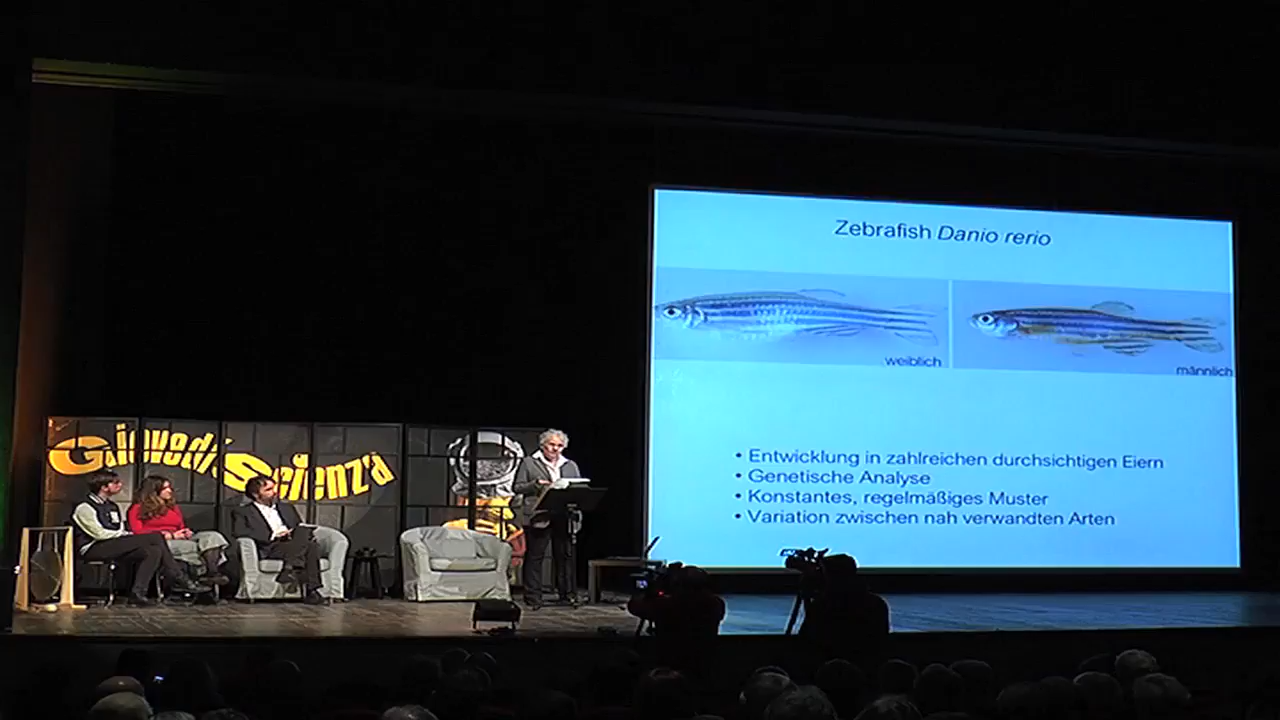 Zebrafish Danio rerio
weiblich
männlich
• Entwicklung in zahlreichen durchsichtigen Eiern
• Genetische Analyse
• Konstantes, regelmäßiges Muster
• Variation zwischen nah verwandten Arten
Giovedì Scienza